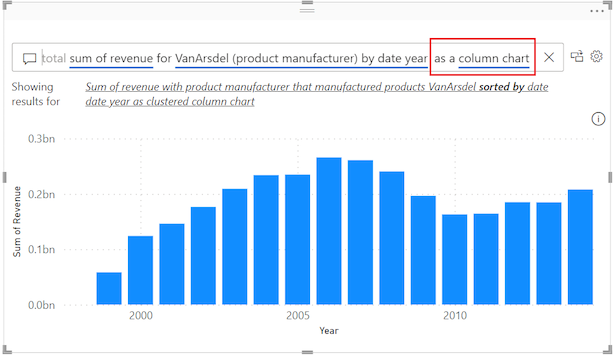 total sum of revenue for VanArsdel (product manufacturer) by date year as a column chart
Showing results for
Sum of revenue with product manufacturer that manufactured products VanArsdel sorted by date
date year as clustered column chart
0.3bn
0.2bn
0.1bn
0.0bn
Sum of Revenue
2000
2005
2010
Year